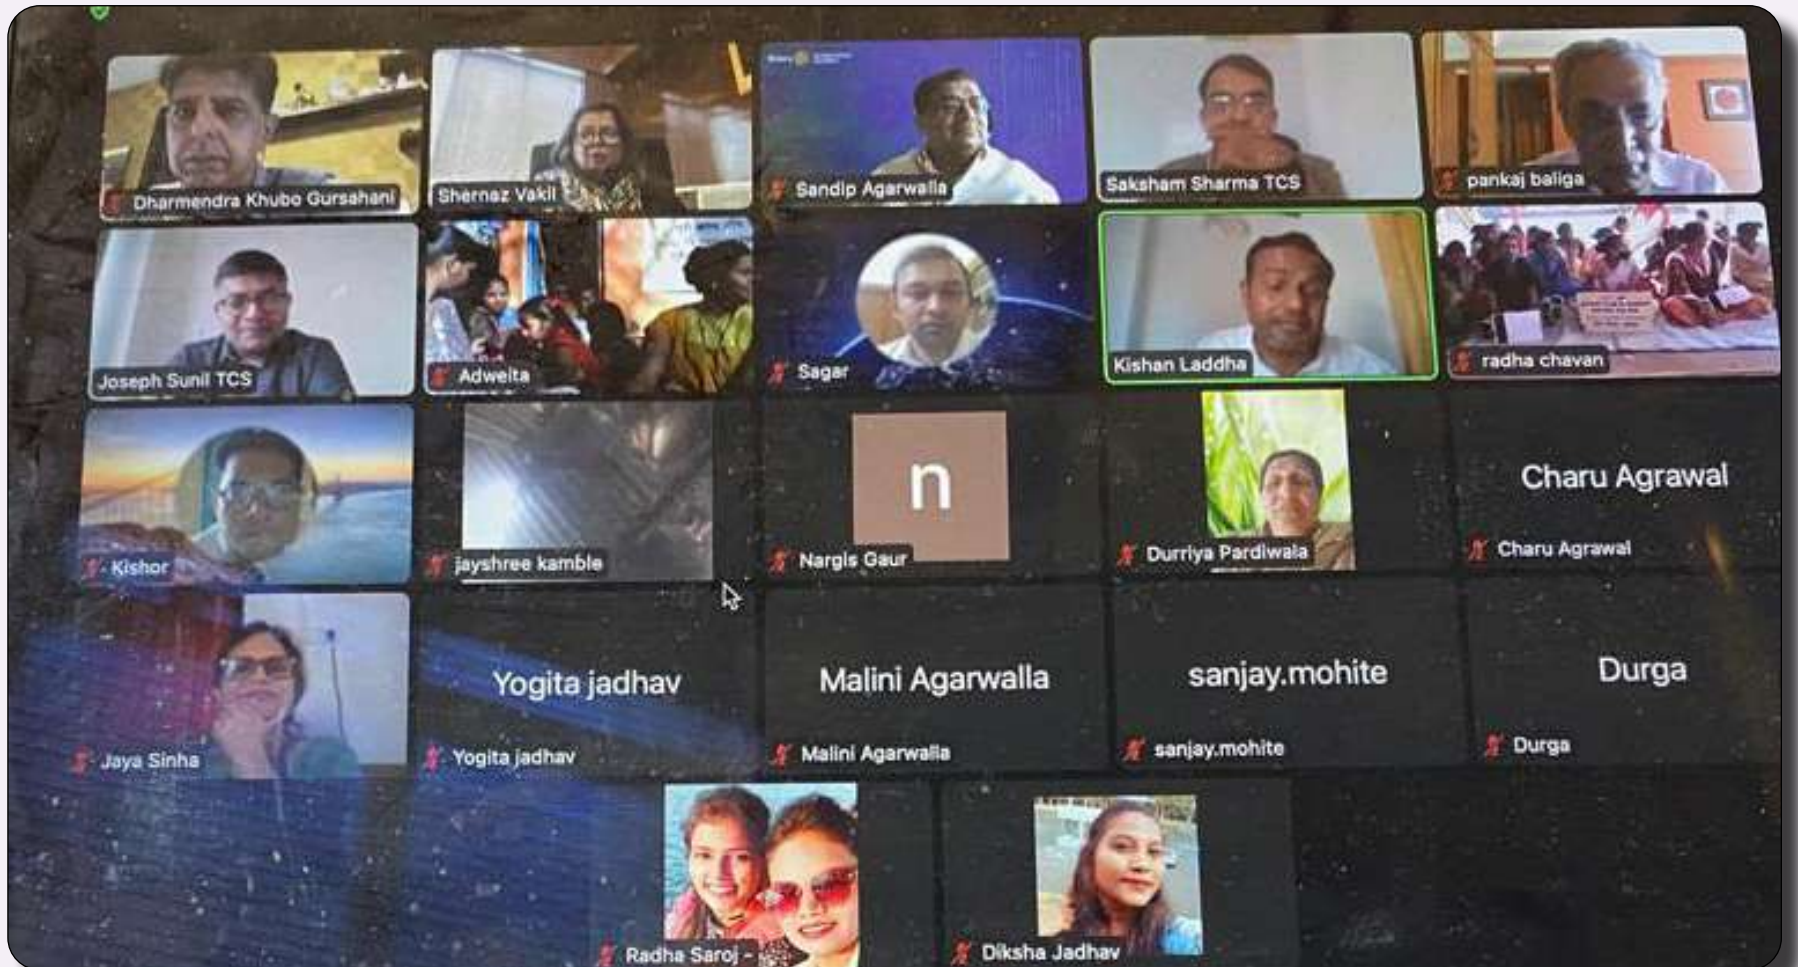 Dharmendra Khubo Gursahani
Shernaz Vakil
Rotary
Sandip Agarwalla
Saksham Sharma TCS
pankaj baliga
Joseph Sunil TCS
Adweita
Sagar
Kishan Laddha
radha chavan
Kishor
jayshree kamble
n
Nargis Gaur
Durriya Pardiwala
Charu Agrawal
Charu Agrawal
Jaya Sinha
Yogita jadhav
Yogita jadhav
Malini Agarwalla
Malini Agarwalla
sanjay.mohite
sanjay.mohite
Durga
Durga
Radha Saroj -
Diksha Jadhav